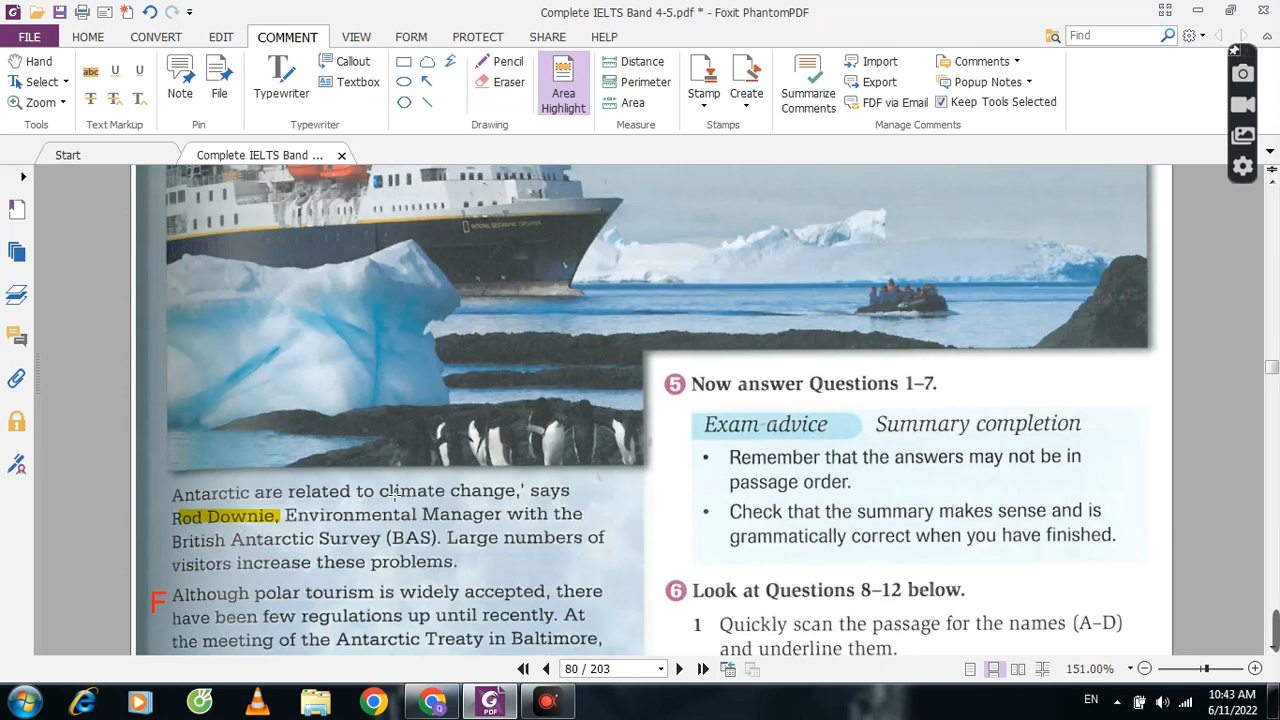 Complete IELTS Band 4-5.pdf * - Foxit PhantomPDF
FILE
HOME
CONVERT
EDIT
COMMENT
VIEW
FORM
PROTECT
SHARE
HELP
Find
Hand
Select
Zoom
Tools
abc
U
U
T
T
T
Text Markup
Note
File
Pin
Typewriter
Callout
Textbox
Typewriter
Pencil
Eraser
Area
Highlight
Drawing
Distance
Perimeter
Area
Measure
Stamp
Create
Stamps
Summarize
Comments
Import
Export
FDF via Email
Comments
Popup Notes
Keep Tools Selected
Manage Comments
Start
Complete IELTS Band ...
NATIONAL GEOGRAPHIC EXPLORER
Antarctic are related to climate change,' says
Rod Downie, Environmental Manager with the
British Antarctic Survey (BAS). Large numbers of
visitors increase these problems.
F
Although polar tourism is widely accepted, there
have been few regulations up until recently. At
the meeting of the Antarctic Treaty in Baltimore,
5 Now answer Questions 1–7.
Exam advice Summary completion
• Remember that the answers may not be in
passage order.
• Check that the summary makes sense and is
grammatically correct when you have finished.
6 Look at Questions 8–12 below.
1 Quickly scan the passage for the names (A–D)
and underline them.
80 / 203
151.00%
PDF
EN
10:43 AM
6/11/2022